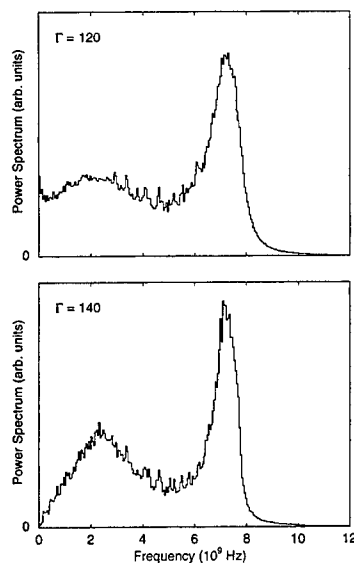 Γ = 120
Power Spectrum (arb. units)
0
Γ = 140
Power Spectrum (arb. units)
0
0 2 4 6 8 10 12
Frequency (10⁹ Hz)